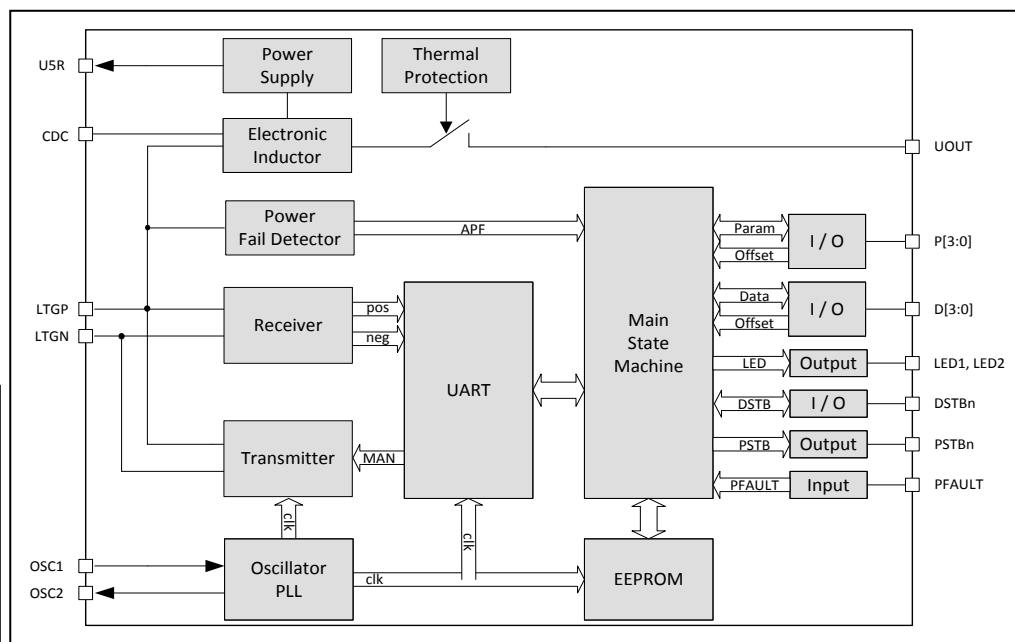 Power
Supply
Thermal
Protection
U5R
CDC
Electronic
Inductor
UOUT
Power
Fail Detector
APF
Param
Offset
I / O
P[3:0]
LTGP
LTGN
Receiver
pos
neg
UART
Main
State
Machine
Data
Offset
I / O
D[3:0]
LED
Output
LED1, LED2
DSTB
I / O
DSTBn
Transmitter
MAN
PSTB
Output
PSTBn
PFAULT
Input
PFAULT
clk
clk
OSC1
OSC2
Oscillator
PLL
clk
EEPROM